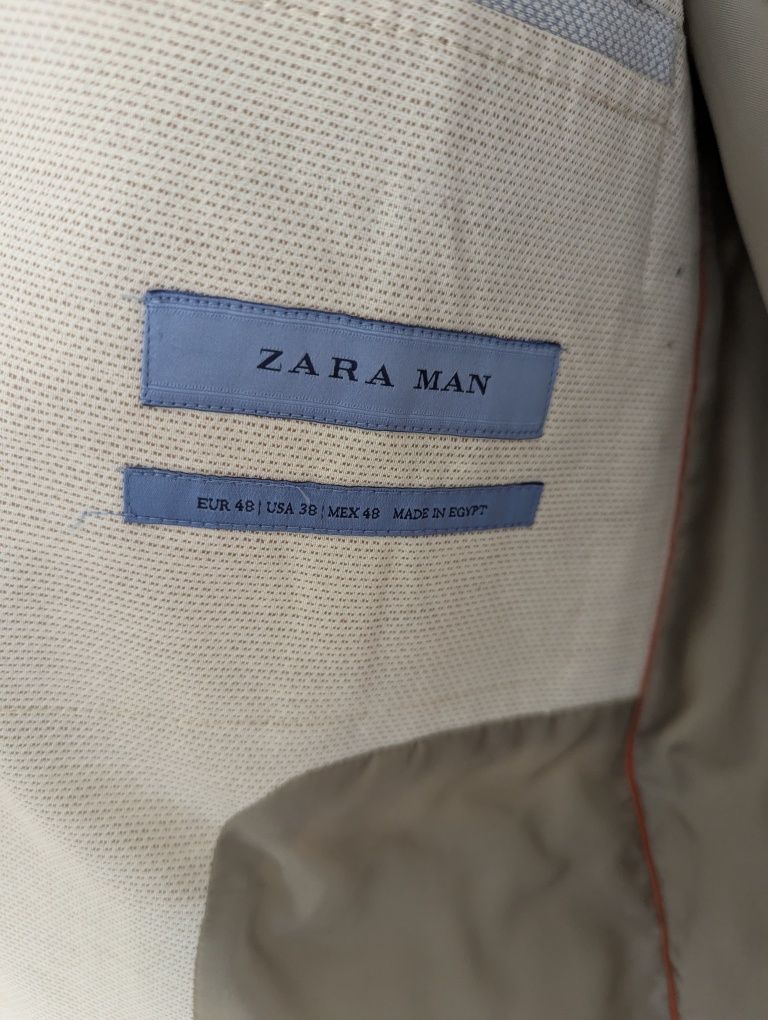 ZARA MAN
EUR 48 | USA 38 | MEX 48 MADE IN EGYPT